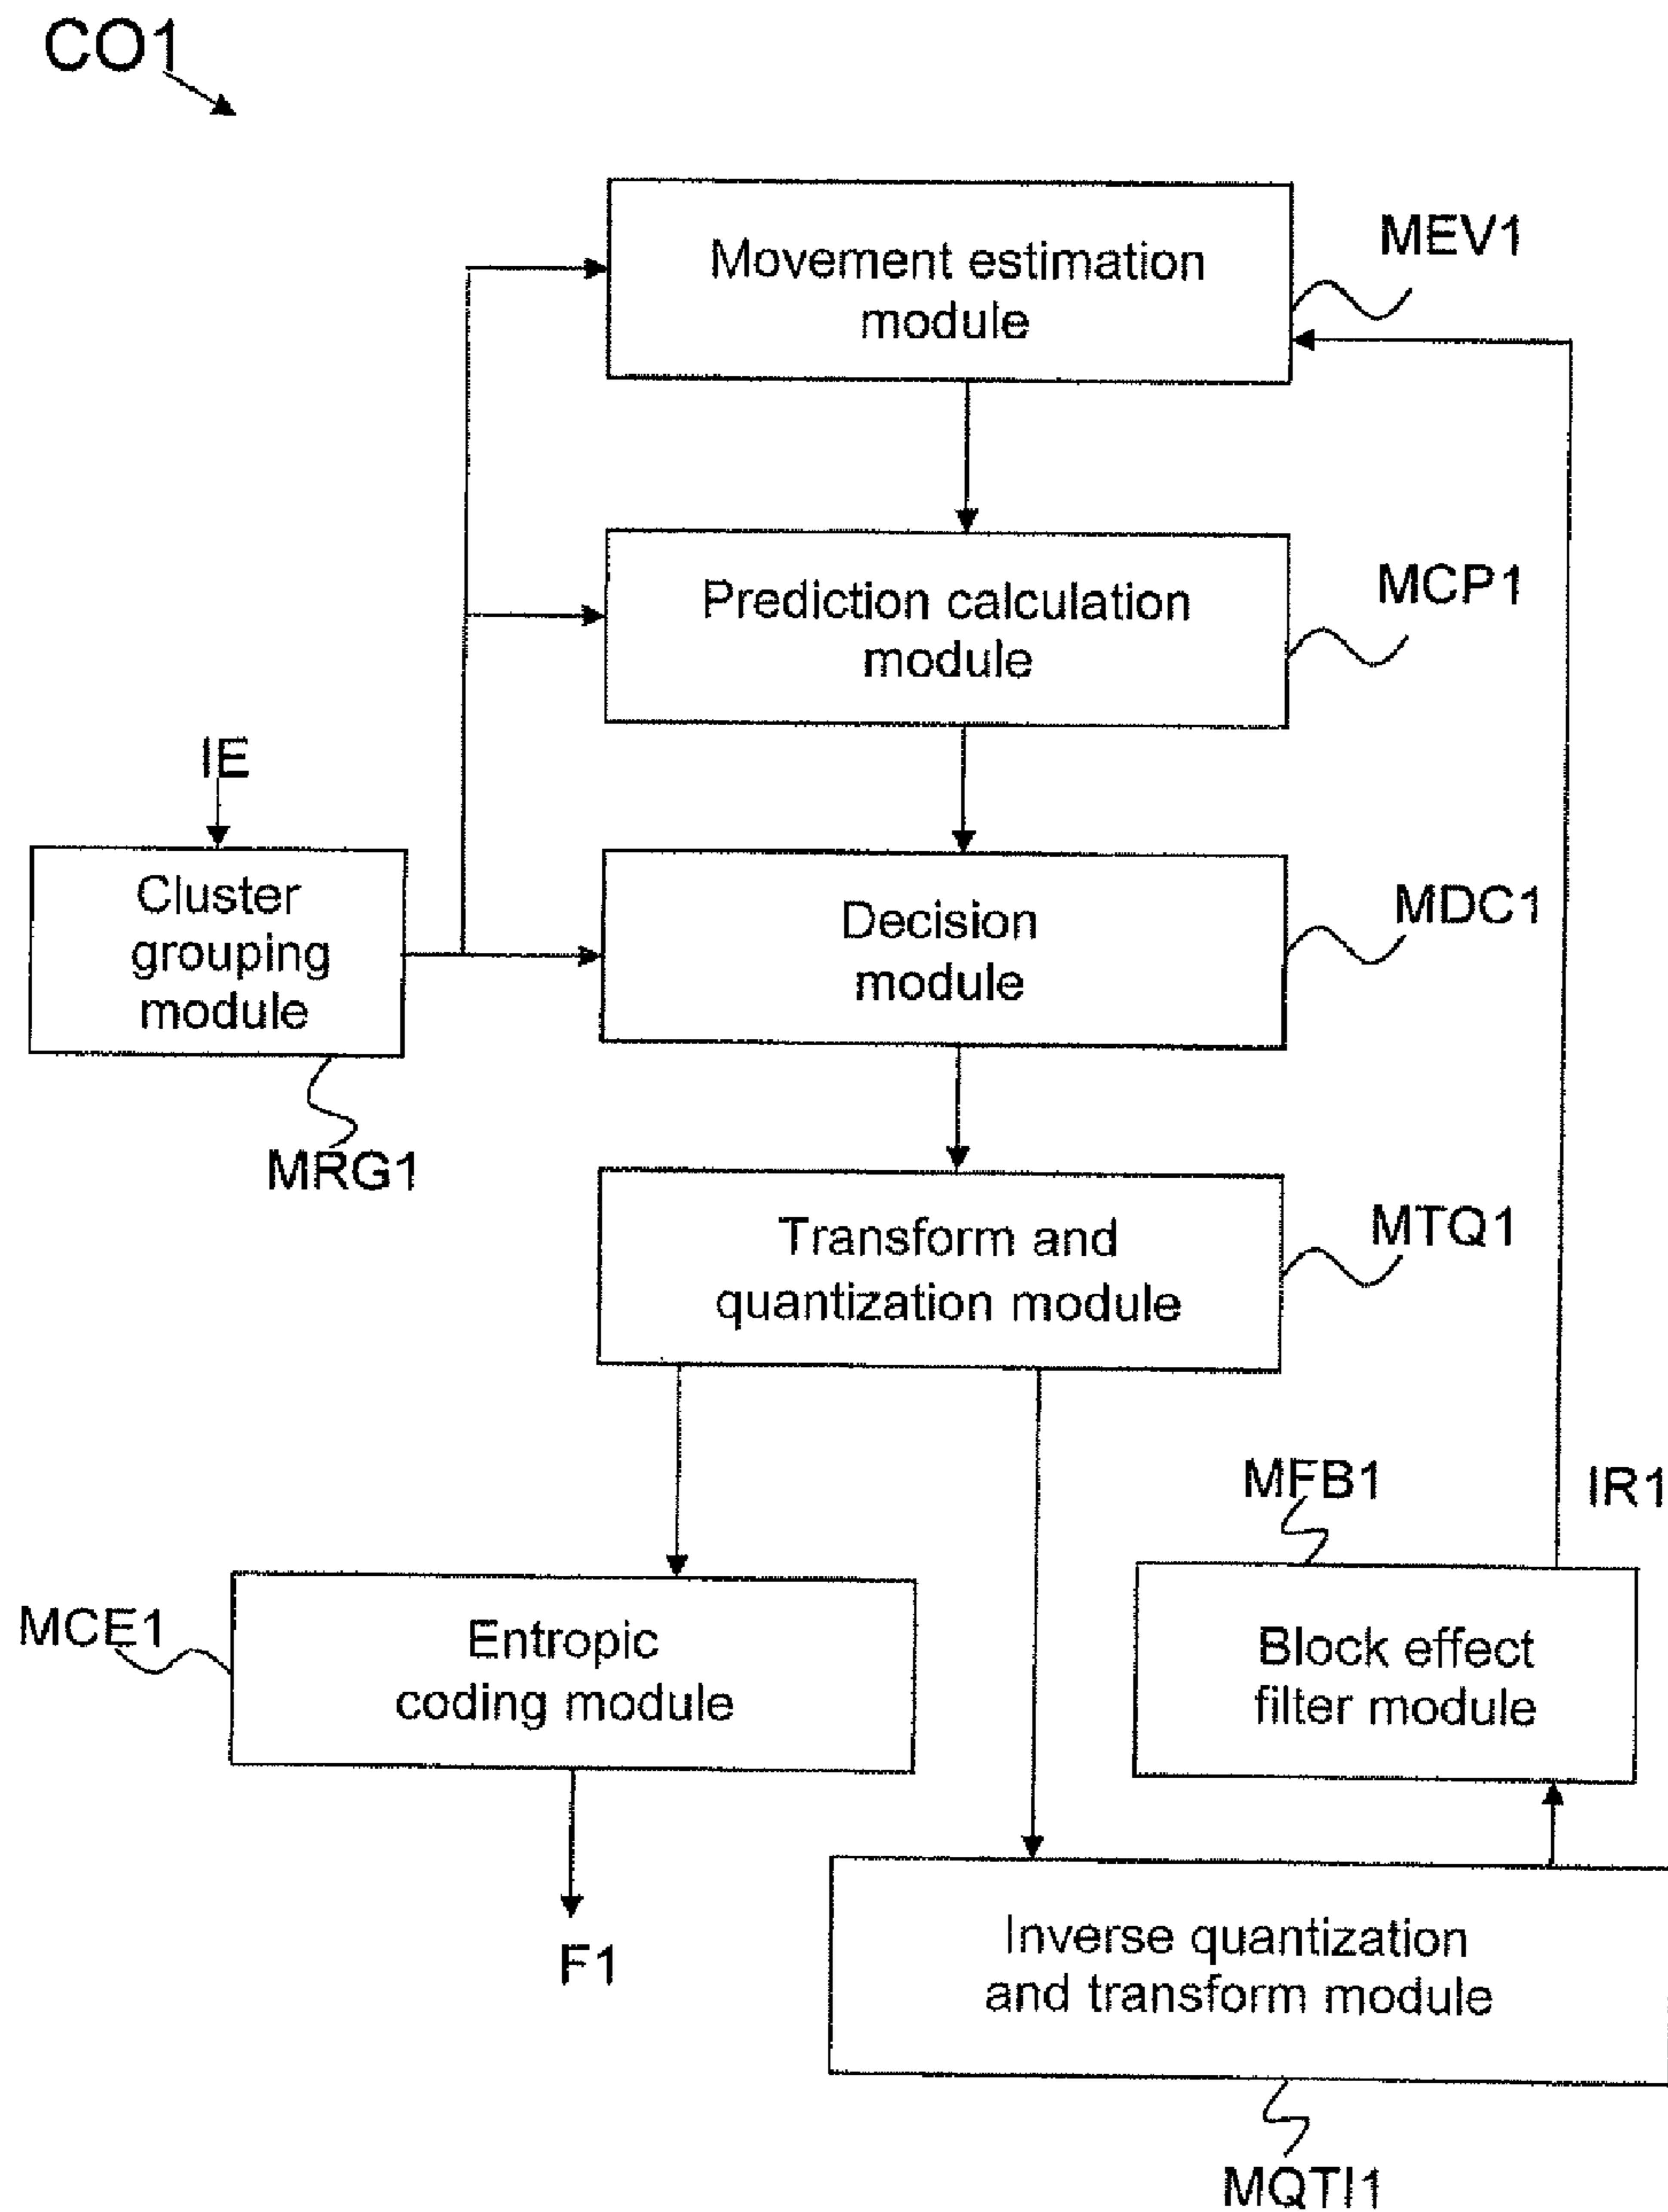 CO1
Movement estimation
module
MEV1
Prediction calculation
module
MCP1
IE
Cluster
grouping
module
MRG1
Decision
module
MDC1
Transform and
quantization module
MTQ1
MFB1
IR1
MCE1
Entropic
coding module
Block effect
filter module
F1
Inverse quantization
and transform module
MQTI1